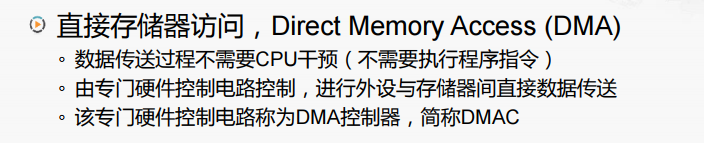 直接存储器访问，Direct Memory Access (DMA)
数据传送过程不需要CPU干预（不需要执行程序指令）
由专门硬件控制电路控制，进行外设与存储器间直接数据传送
该专门硬件控制电路称为DMA控制器，简称DMAC